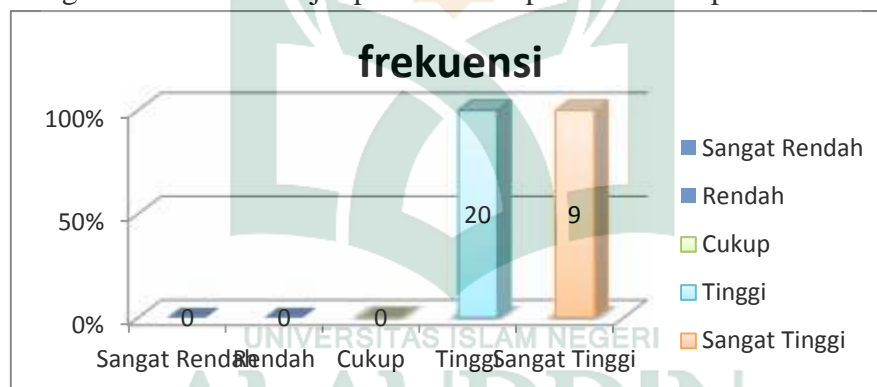 frekuensi
100%
50%
0%
0
0
0
20
9
Sangat Rendah
Rendah
Cukup
Tinggi
Sangat Tinggi
Sangat Rendah
Rendah
Cukup
Tinggi
Sangat Tinggi
UNIVERSITAS ISLAM NEGERI